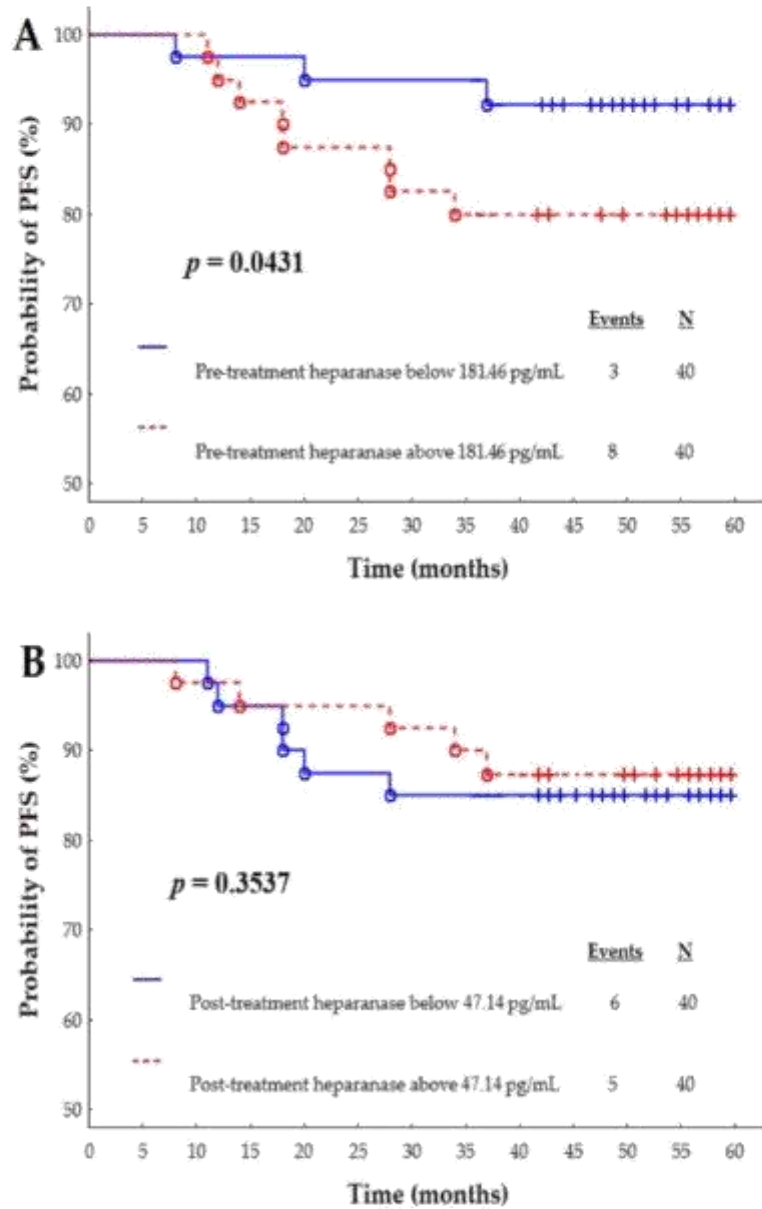 A
100
90
80
70
60
50
Probability of PFS (%)
p = 0.0431
Events N
Pre-treatment heparanase below 181.46 pg/mL 3 40
Pre-treatment heparanase above 181.46 pg/mL 8 40
0 5 10 15 20 25 30 35 40 45 50 55 60
Time (months)
B
100
90
80
70
60
50
Probability of PFS (%)
p = 0.3537
Events N
Post-treatment heparanase below 47.14 pg/mL 6 40
Post-treatment heparanase above 47.14 pg/mL 5 40
0 5 10 15 20 25 30 35 40 45 50 55 60
Time (months)